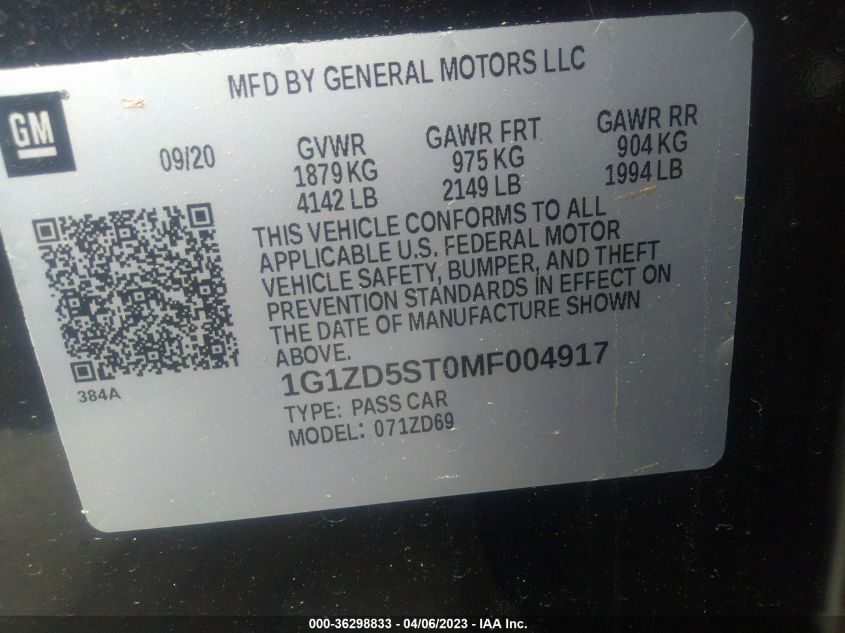 MFD BY GENERAL MOTORS LLC
GM
®
09/20
GVWR
1879 KG
4142 LB
GAWR FRT
975 KG
2149 LB
GAWR RR
904 KG
1994 LB
THIS VEHICLE CONFORMS TO ALL
APPLICABLE U.S. FEDERAL MOTOR
VEHICLE SAFETY, BUMPER, AND THEFT
PREVENTION STANDARDS IN EFFECT ON
THE DATE OF MANUFACTURE SHOWN
ABOVE.
384A
1G1ZD5ST0MF004917
TYPE: PASS CAR
MODEL: 071ZD69
000-36298833 - 04/06/2023 - IAA Inc.